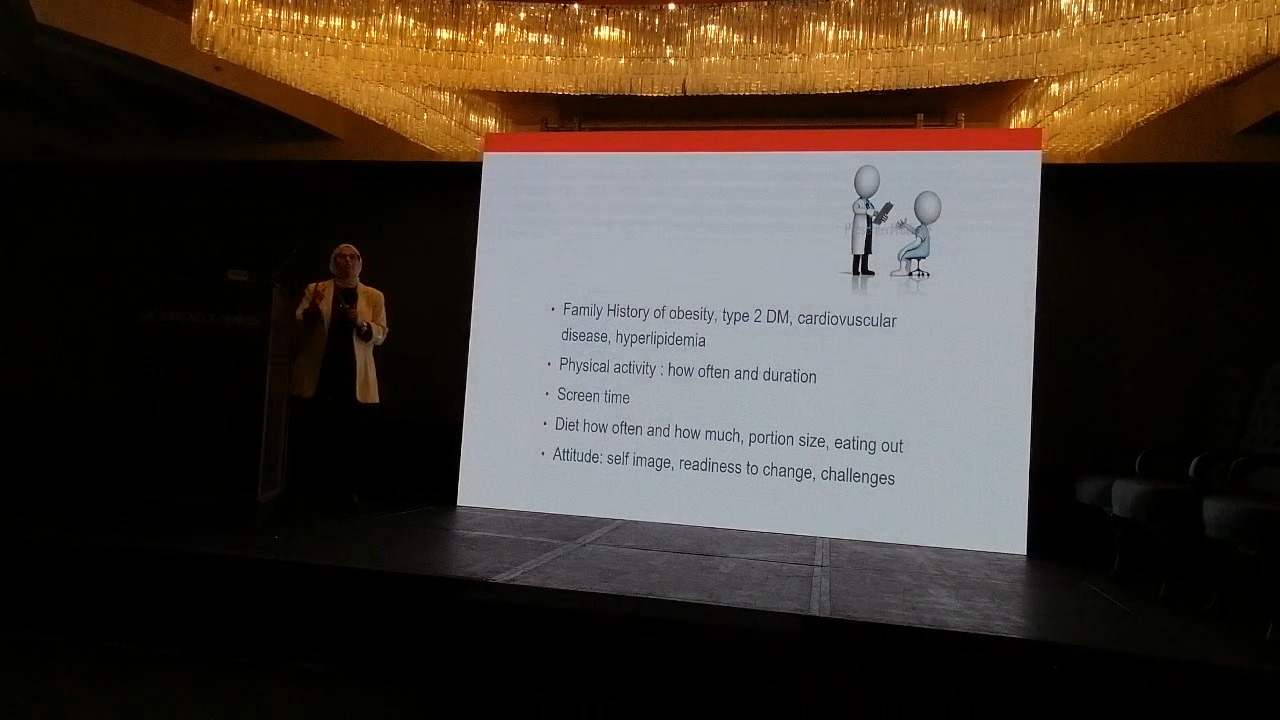 • Family History of obesity, type 2 DM, cardiovuscular
disease, hyperlipidemia
• Physical activity : how often and duration
• Screen time
• Diet how often and how much, portion size, eating out
• Attitude: self image, readiness to change, challenges